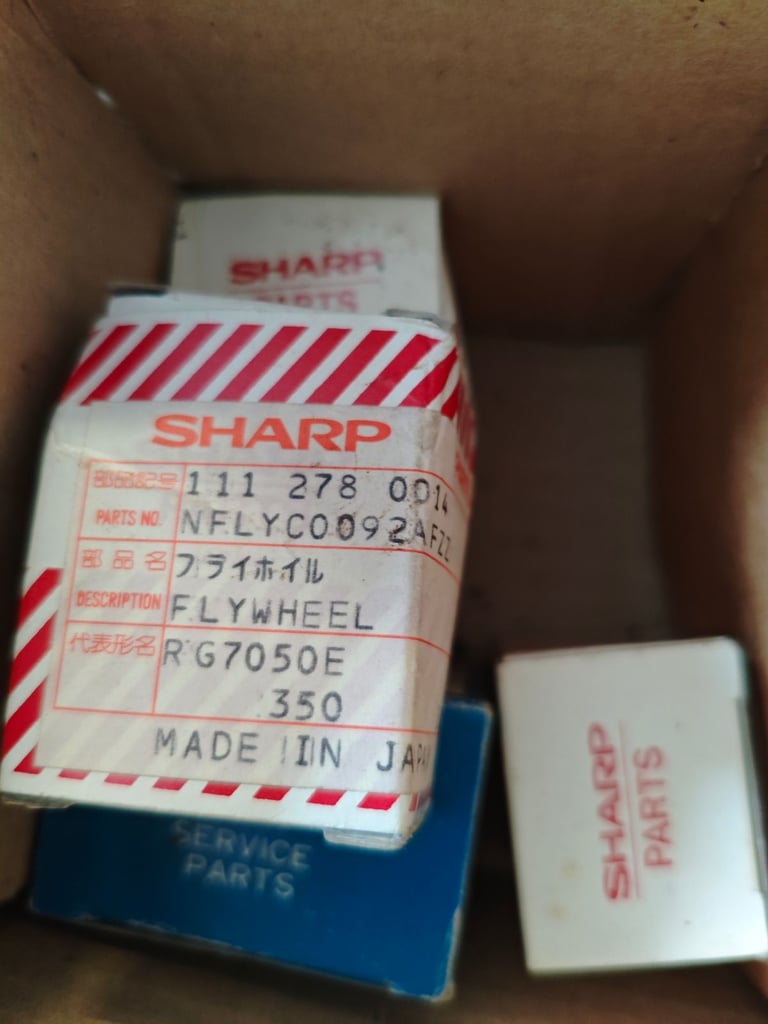 SHARP
PARTS
SHARP
部品記号 111 278 0014
PARTS NO. NFLYC0092AFZZ
部品名 フライホイル
DESCRIPTION FLYWHEEL
代表形名 RG7050E
350
MADE IN JAPAN
SERVICE
PARTS
SHARP
PARTS